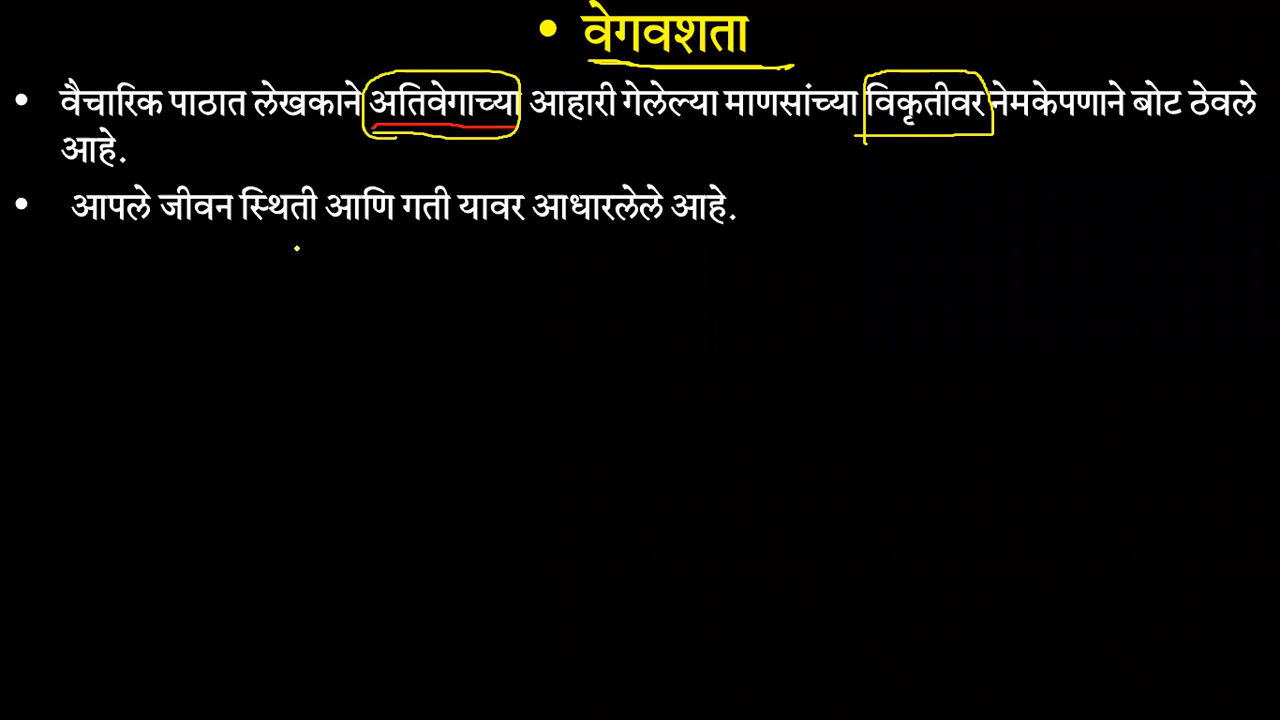 • वेगवशता
• वैचारिक पाठात लेखकाने अतिवेगाच्या आहारी गेलेल्या माणसांच्या विकृतीवर नेमकेपणाने बोट ठेवले
आहे.
• आपले जीवन स्थिती आणि गती यावर आधारलेले आहे.